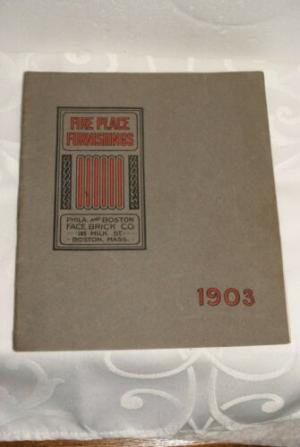 FIRE PLACE
FURNISHINGS
PHILA. AND BOSTON
FACE BRICK CO
165 MILK ST
BOSTON, MASS.
1903